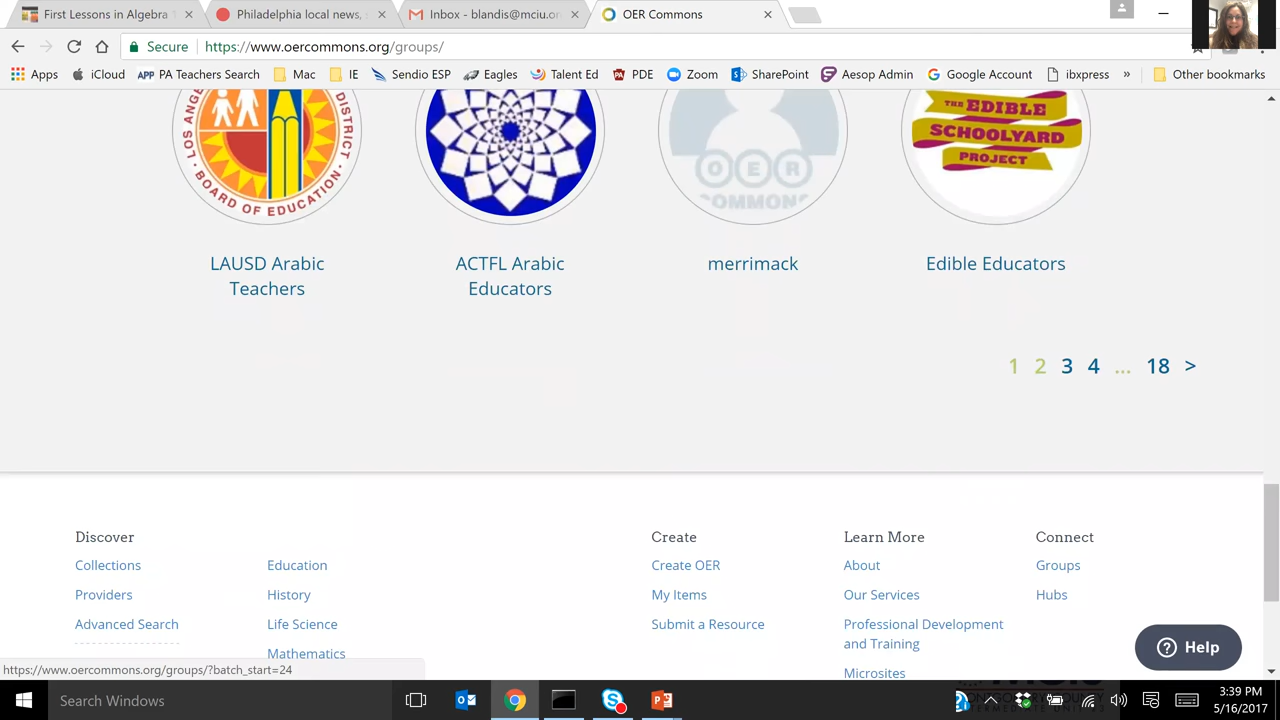 First Lessons in Algebra T
Philadelphia local news, s
Inbox - blandis@mciu.or
OER Commons
Secure
https://www.oercommons.org/groups/
Apps
iCloud
APP PA Teachers Search
Mac
IE
Sendio ESP
Eagles
Talent Ed
PDE
Zoom
SharePoint
Aesop Admin
Google Account
ibxpress
»
Other bookmarks
LOS ANGE DISTRICT
BOARD OF EDUCATION
OER
COMMONS
THE EDIBLE
SCHOOLYARD
PROJECT
LAUSD Arabic
Teachers
ACTFL Arabic
Educators
merrimack
Edible Educators
1 2 3 4 ... 18 >
Discover
Collections
Providers
Advanced Search
Education
History
Life Science
Mathematics
Create
Create OER
My Items
Submit a Resource
Learn More
About
Our Services
Professional Development
and Training
Microsites
Connect
Groups
Hubs
Help
https://www.oercommons.org/groups/?batch_start=24
Search Windows
3:39 PM
5/16/2017